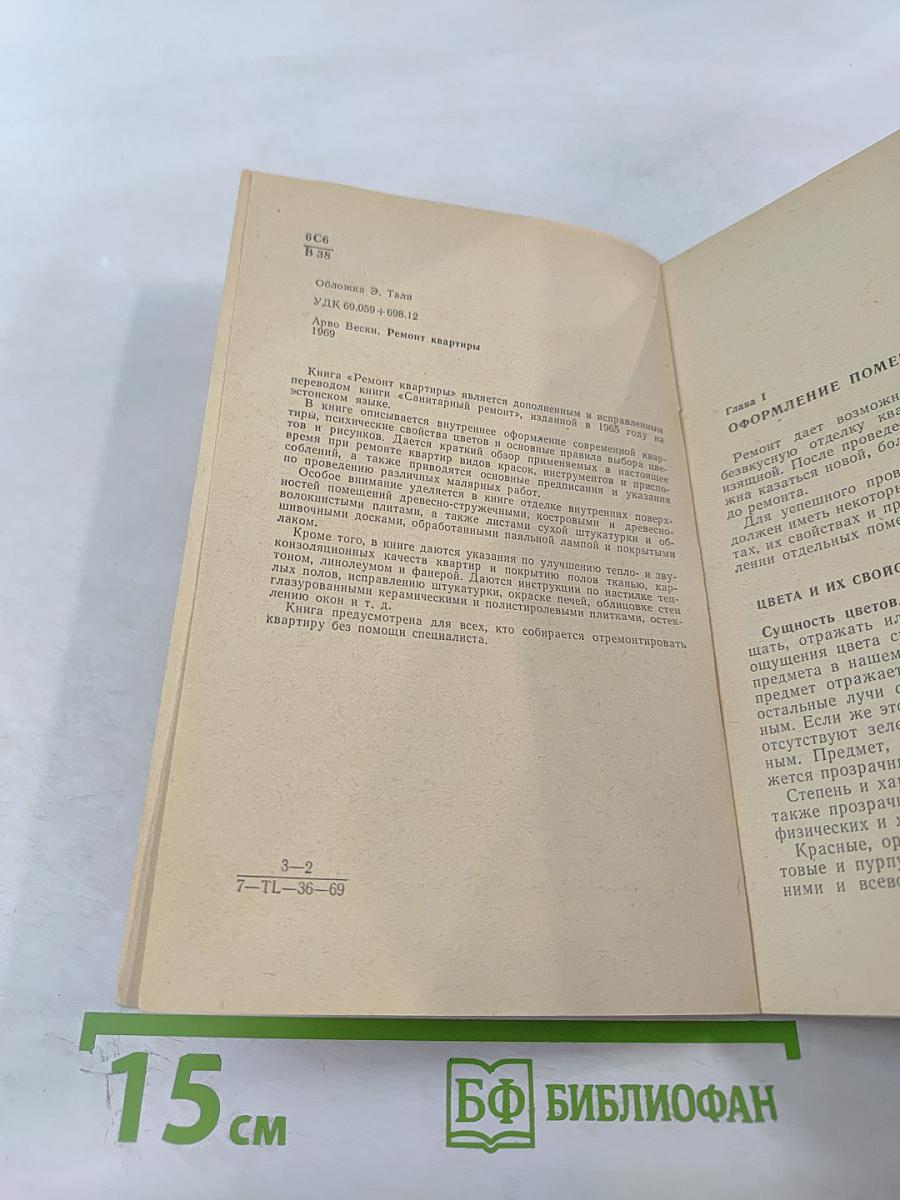 6С6
В 38
Обложка Э. Тали
УДК 69.059+698.12
Арво Вески, Ремонт квартиры
1969
Книга «Ремонт квартиры» является дополненным и исправленным
переводом книги «Санитарный ремонт», изданной в 1965 году на
эстонском языке.
В книге описывается внутреннее оформление современной квар-
тиры, психические свойства цветов и основные правила выбора цве-
тов и рисунков. Дается краткий обзор применяемых в настоящее
время при ремонте квартир видов красок, инструментов и приспо-
соблений, а также приводятся основные предписания и указания
по проведению различных малярных работ.
Особое внимание уделяется в книге отделке внутренних поверх-
ностей помещений древесно-стружечными, костровыми и древесно-
волокнистыми плитами, а также листами сухой штукатурки и об-
шивочными досками, обработанными паяльной лампой и покрытыми
лаком.
Кроме того, в книге даются указания по улучшению тепло- и зву-
коизоляционных качеств квартир и покрытию полов тканью, кар-
тоном, линолеумом и фанерой. Даются инструкции по настилке теп-
лых полов, исправлению штукатурки, окраске печей, облицовке стен
глазурованными керамическими и полистироловыми плитками, остек-
лению окон и т. д.
Книга предусмотрена для всех, кто собирается отремонтировать
квартиру без помощи специалиста.
3—2
7—TL—36—69
Глава I
ОФОРМЛЕНИЕ ПОМЕ
Ремонт дает возможн
безвкусную отделку ква
изящной. После проведе
жна казаться новой, бол
до ремонта.
Для успешного пров
должен иметь некоторы
тах, их свойствах и пр
лении отдельных поме
ЦВЕТА И ИХ СВОЙС
Сущность цветов.
щать, отражать ил
ощущения цвета с
предмета в нашем
предмет отражает
остальные лучи с
ным. Если же это
отсутствуют зеле
ным. Предмет,
жется прозрачн
Степень и хар
также прозрачн
физических и х
Красные, ор
товые и пурпу
ними и всево
15 см
БФ БИБЛИОФАН